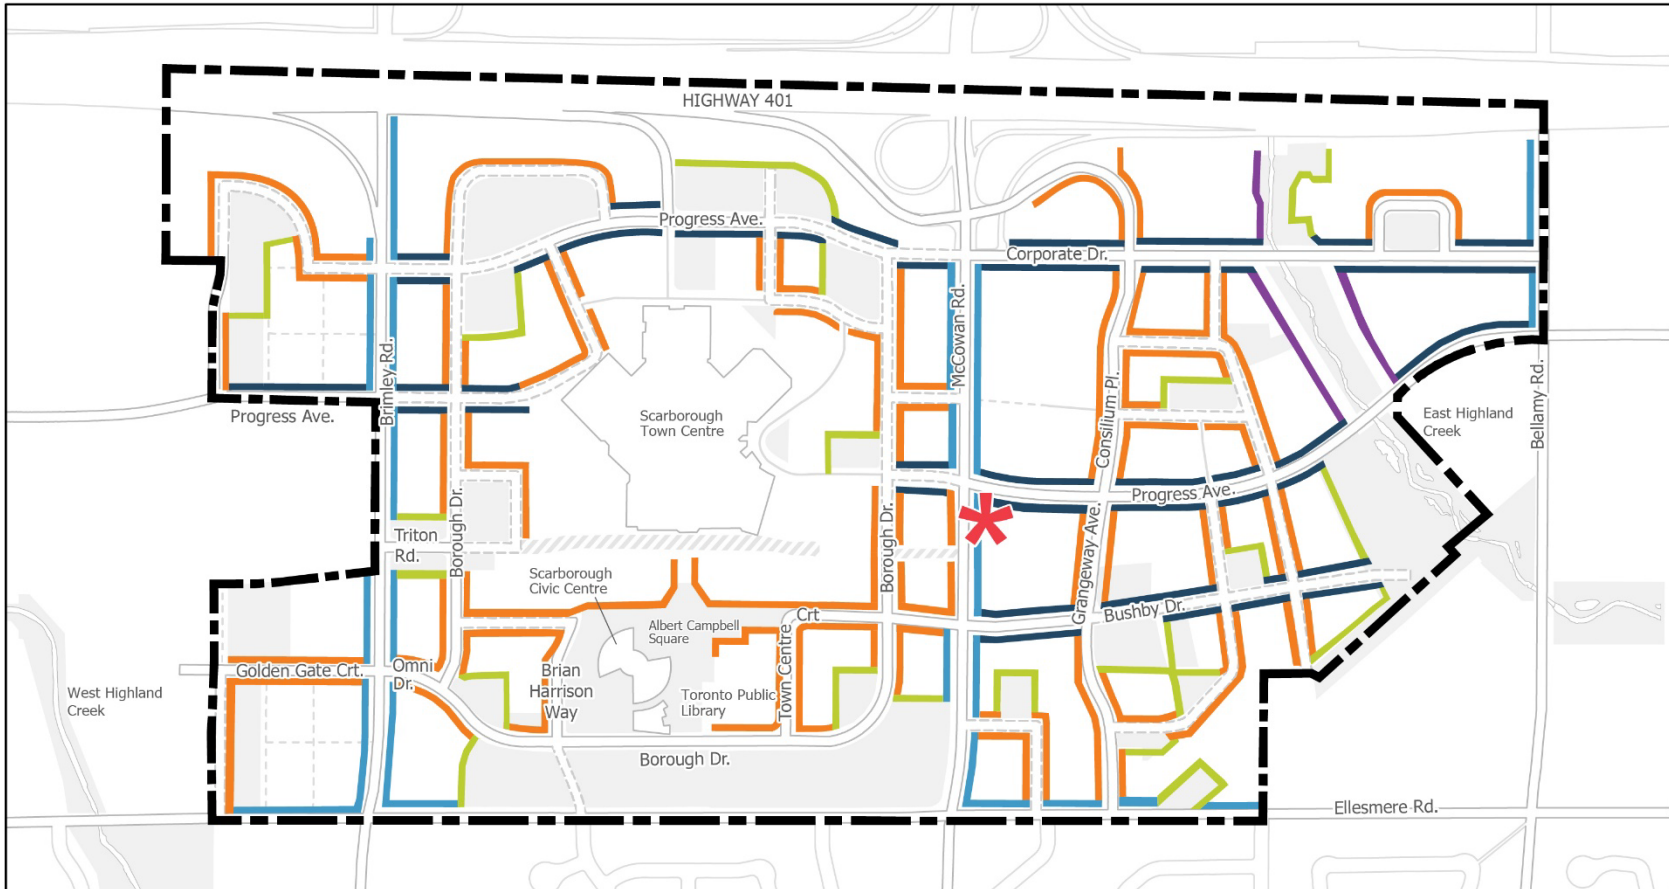 HIGHWAY 401
Progress Ave.
Corporate Dr.
Brimley Rd.
McCowan Rd.
Consilium Pl.
Bellamy Rd.
Progress Ave.
Scarborough
Town Centre
East Highland
Creek
Borough Dr.
Borough Dr.
Progress Ave.
Triton
Rd.
Grangeway Ave.
Scarborough
Civic Centre
Bushby Dr.
Crt
Town Centre
Albert Campbell
Square
Golden Gate Crt.
Omni
Dr.
Brian
Harrison
Way
Toronto Public
Library
West Highland
Creek
Borough Dr.
Ellesmere Rd.